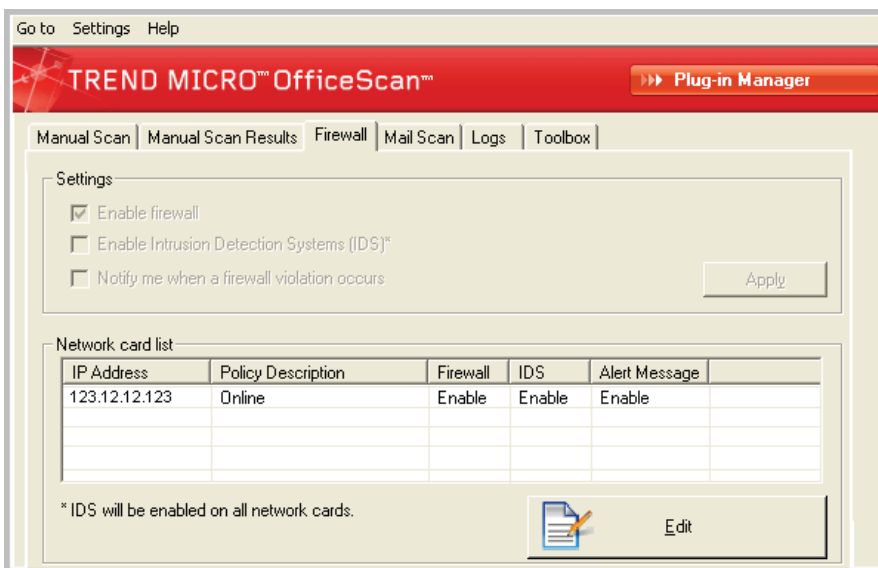 Go to Settings Help
TREND MICRO™ OfficeScan™
Plug-in Manager
Manual Scan Manual Scan Results Firewall Mail Scan Logs Toolbox
Settings
Enable firewall
Enable Intrusion Detection Systems (IDS)*
Notify me when a firewall violation occurs
Apply
Network card list
IP Address Policy Description Firewall IDS Alert Message
123.12.12.123 Online Enable Enable Enable
* IDS will be enabled on all network cards.
Edit